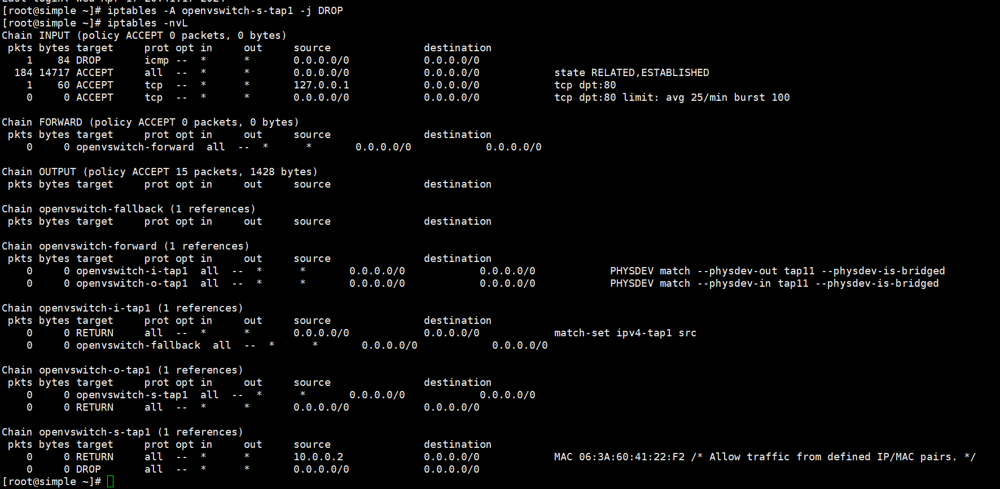 Last login: Wed Apr 17 20:41:17 2024
[root@simple ~]# iptables -A openvswitch-s-tap1 -j DROP
[root@simple ~]# iptables -nvL
Chain INPUT (policy ACCEPT 0 packets, 0 bytes)
 pkts bytes target     prot opt in     out     source               destination
    1    84 DROP       icmp --  *      *       0.0.0.0/0            0.0.0.0/0
  184 14717 ACCEPT     all  --  *      *       0.0.0.0/0            0.0.0.0/0            state RELATED,ESTABLISHED
    1    60 ACCEPT     tcp  --  *      *       127.0.0.1            0.0.0.0/0            tcp dpt:80
    0     0 ACCEPT     tcp  --  *      *       0.0.0.0/0            0.0.0.0/0            tcp dpt:80 limit: avg 25/min burst 100
Chain FORWARD (policy ACCEPT 0 packets, 0 bytes)
 pkts bytes target     prot opt in     out     source               destination
    0     0 openvswitch-forward  all  --  *      *       0.0.0.0/0            0.0.0.0/0
Chain OUTPUT (policy ACCEPT 15 packets, 1428 bytes)
 pkts bytes target     prot opt in     out     source               destination
Chain openvswitch-fallback (1 references)
 pkts bytes target     prot opt in     out     source               destination
Chain openvswitch-forward (1 references)
 pkts bytes target     prot opt in     out     source               destination
    0     0 openvswitch-i-tap1  all  --  *      *       0.0.0.0/0            0.0.0.0/0            PHYSDEV match --physdev-out tap11 --physdev-is-bridged
    0     0 openvswitch-o-tap1  all  --  *      *       0.0.0.0/0            0.0.0.0/0            PHYSDEV match --physdev-in tap11 --physdev-is-bridged
Chain openvswitch-i-tap1 (1 references)
 pkts bytes target     prot opt in     out     source               destination
    0     0 RETURN     all  --  *      *       0.0.0.0/0            0.0.0.0/0            match-set ipv4-tap1 src
    0     0 openvswitch-fallback  all  --  *      *       0.0.0.0/0            0.0.0.0/0
Chain openvswitch-o-tap1 (1 references)
 pkts bytes target     prot opt in     out     source               destination
    0     0 openvswitch-s-tap1  all  --  *      *       0.0.0.0/0            0.0.0.0/0
    0     0 RETURN     all  --  *      *       0.0.0.0/0            0.0.0.0/0
Chain openvswitch-s-tap1 (1 references)
 pkts bytes target     prot opt in     out     source               destination
    0     0 RETURN     all  --  *      *       10.0.0.2             0.0.0.0/0            MAC 06:3A:60:41:22:F2 /* Allow traffic from defined IP/MAC pairs. */
    0     0 DROP       all  --  *      *       0.0.0.0/0            0.0.0.0/0
[root@simple ~]#